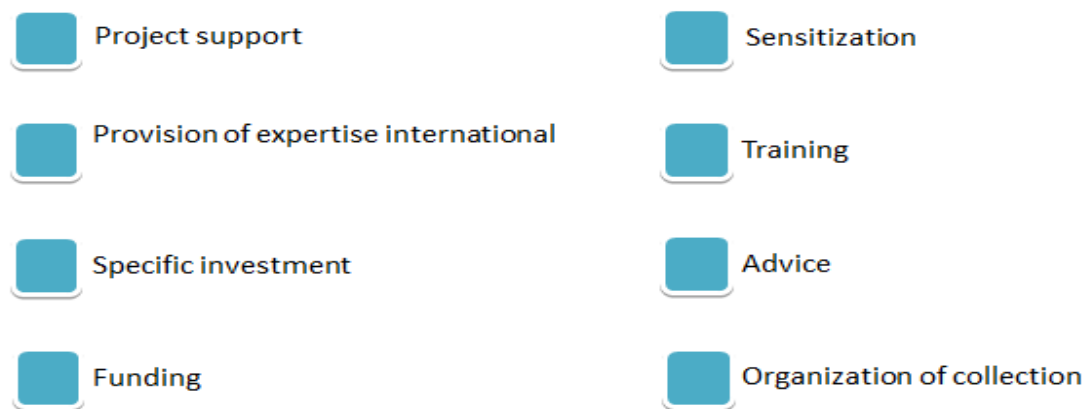 Project support
Sensitization
Provision of expertise international
Training
Specific investment
Advice
Funding
Organization of collection